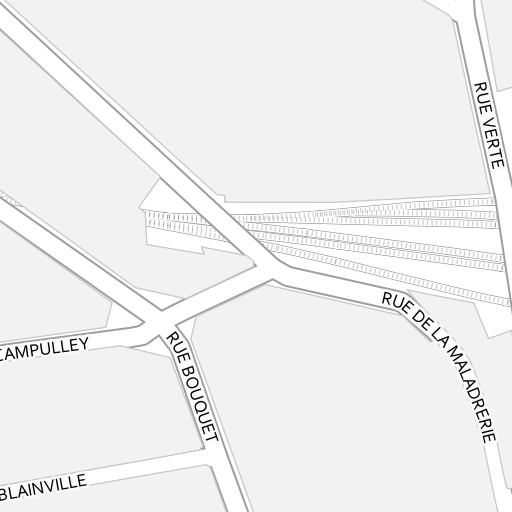 RUE VERTE
RUE DE LA MALADRERIE
CAMPULLEY
RUE BOUQUET
BLAINVILLE